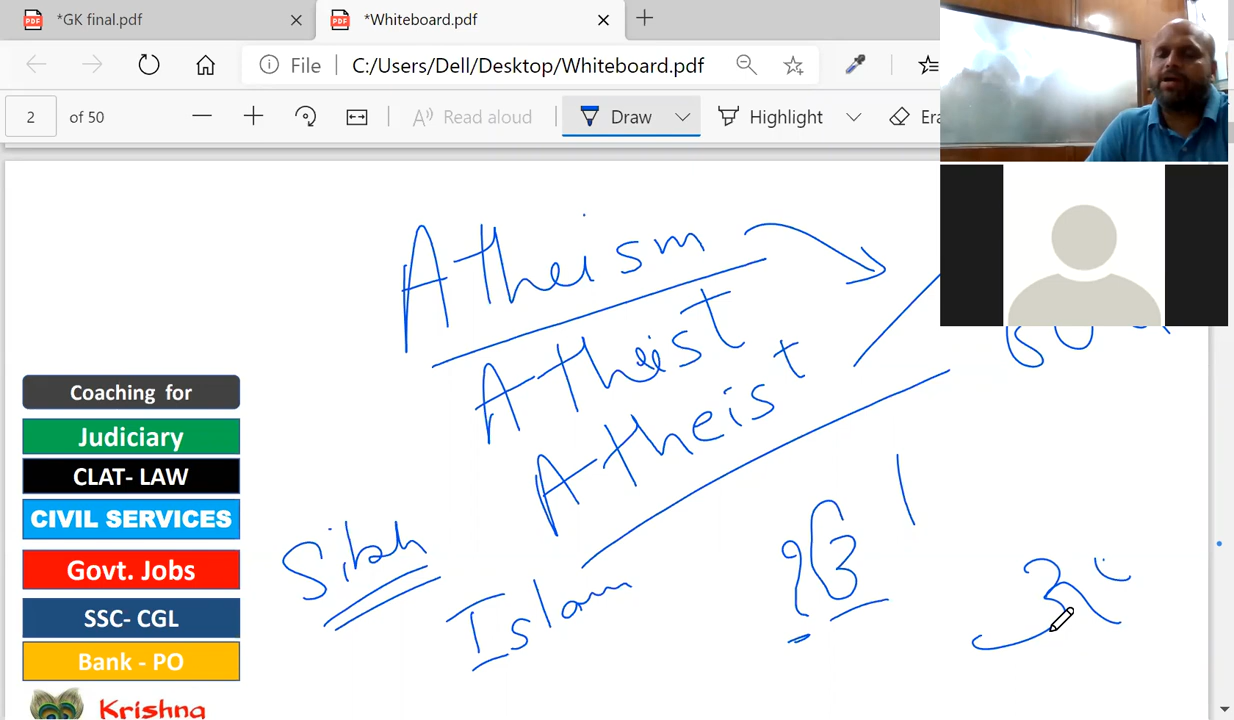 *GK final.pdf
*Whiteboard.pdf
File
C:/Users/Dell/Desktop/Whiteboard.pdf
2 of 50
Read aloud
Draw
Highlight
Era
Atheism
Atheist
Atheist
Coaching for
Judiciary
CLAT- LAW
CIVIL SERVICES
Govt. Jobs
SSC- CGL
Bank - PO
Krishna
Islam